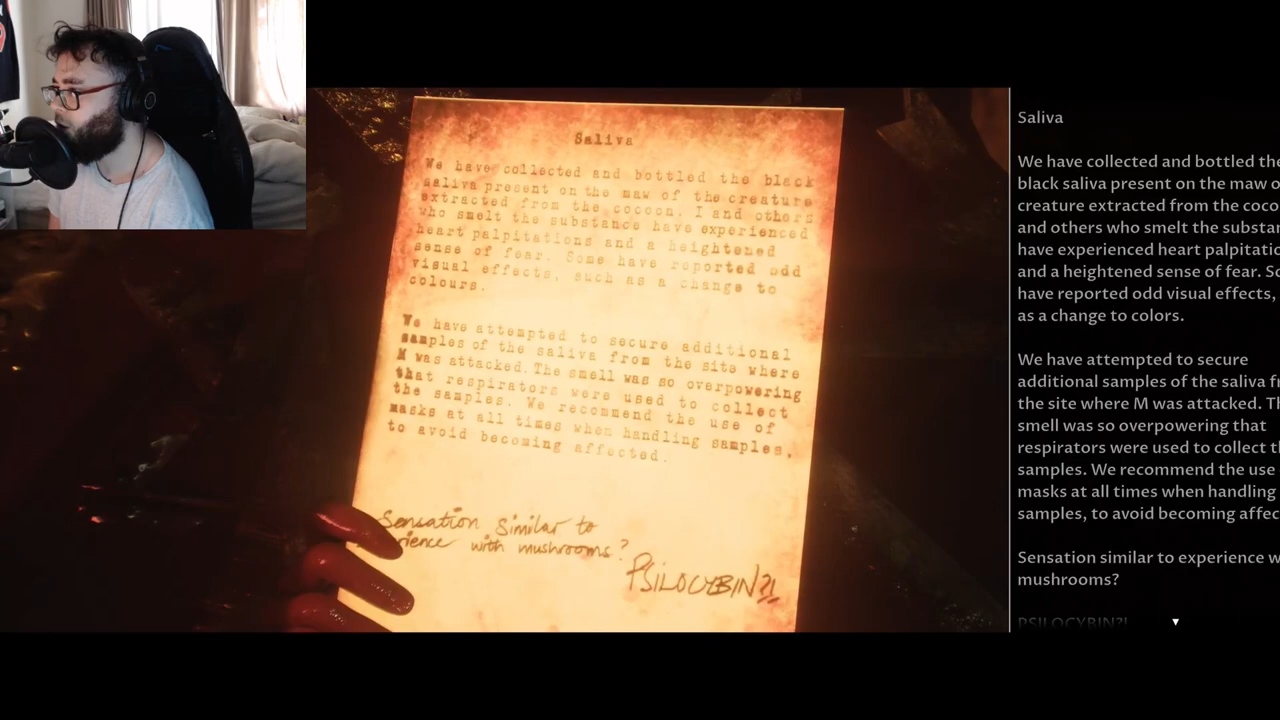 Saliva
We have collected and bottled the black
saliva present on the maw of the creature
extracted from the cocoon. I and others
who smelt the substance have experienced
heart palpitations and a heightened
sense of fear. Some have reported odd
visual effects, such as a change to
colours.
We have attempted to secure additional
samples of the saliva from the site where
M was attacked. The smell was so overpowering
that respirators were used to collect
the samples. We recommend the use of
masks at all times when handling samples,
to avoid becoming affected.
Sensation similar to
rience with mushrooms?
PSILOCYBIN?!
Saliva
We have collected and bottled the
black saliva present on the maw o
creature extracted from the coco
and others who smelt the substan
have experienced heart palpitatio
and a heightened sense of fear. So
have reported odd visual effects,
as a change to colors.
We have attempted to secure
additional samples of the saliva fr
the site where M was attacked. Th
smell was so overpowering that
respirators were used to collect th
samples. We recommend the use
masks at all times when handling
samples, to avoid becoming affec
Sensation similar to experience w
mushrooms?
PSILOCYBIN?!